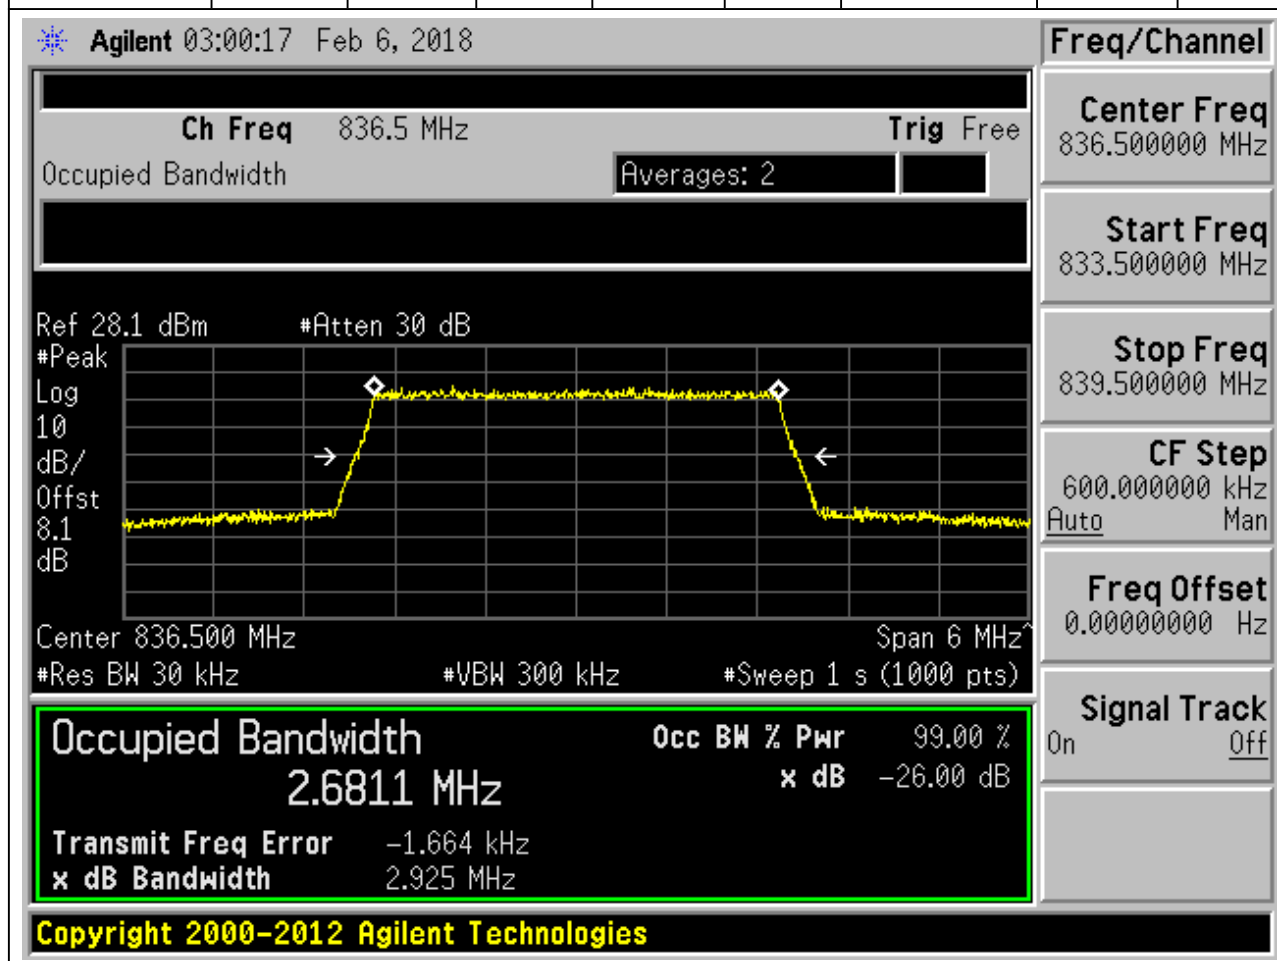 Agilent 03:00:17 Feb 6, 2018
Ch Freq 836.5 MHz Trig Free
Occupied Bandwidth Averages: 2
Ref 28.1 dBm #Atten 30 dB
#Peak
Log
10
dB/
Offst
8.1
dB
Center 836.500 MHz Span 6 MHz^
#Res BW 30 kHz #VBW 300 kHz #Sweep 1 s (1000 pts)
Occupied Bandwidth Occ BW % Pwr 99.00 %
2.6811 MHz x dB -26.00 dB
Transmit Freq Error -1.664 kHz
x dB Bandwidth 2.925 MHz
Copyright 2000-2012 Agilent Technologies
Freq/Channel
Center Freq
836.500000 MHz
Start Freq
833.500000 MHz
Stop Freq
839.500000 MHz
CF Step
600.000000 kHz
Auto Man
Freq Offset
0.00000000 Hz
Signal Track
On Off